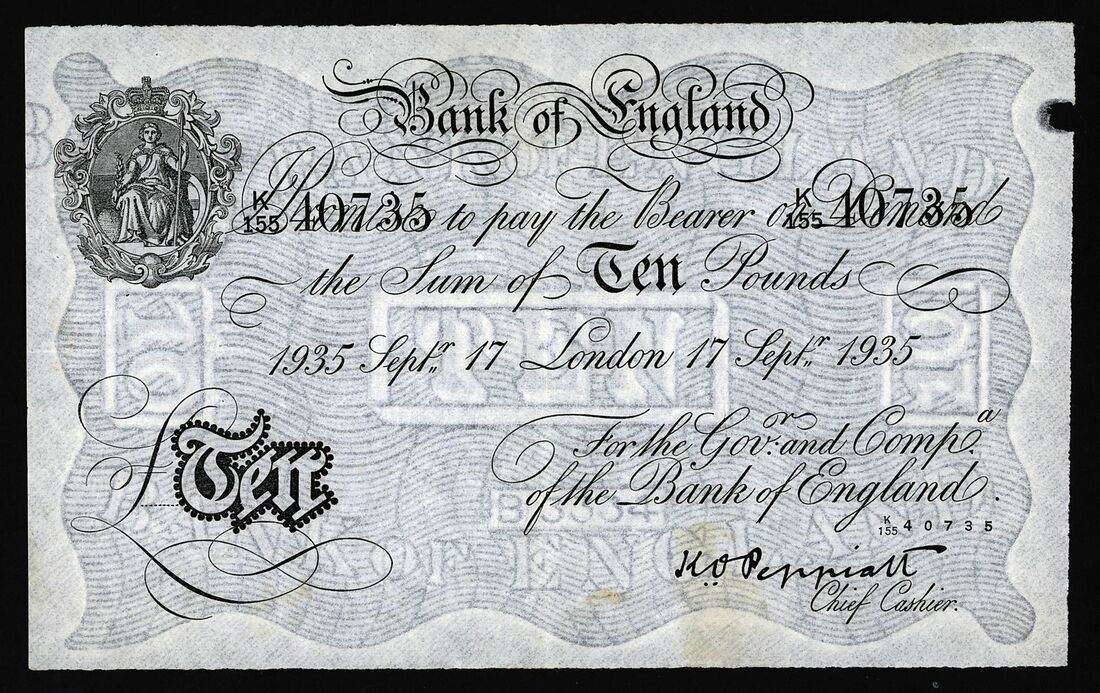 Bank of England
K/155 40735 K/155 40735
Promise to pay the Bearer on Demand
the Sum of Ten Pounds
1935 Septr. 17 London 17 Septr. 1935
For the Govr. and Compa.
of the Bank of England.
£ Ten
K/155 40735
K. O. Peppiatt
Chief Cashier.
TEN